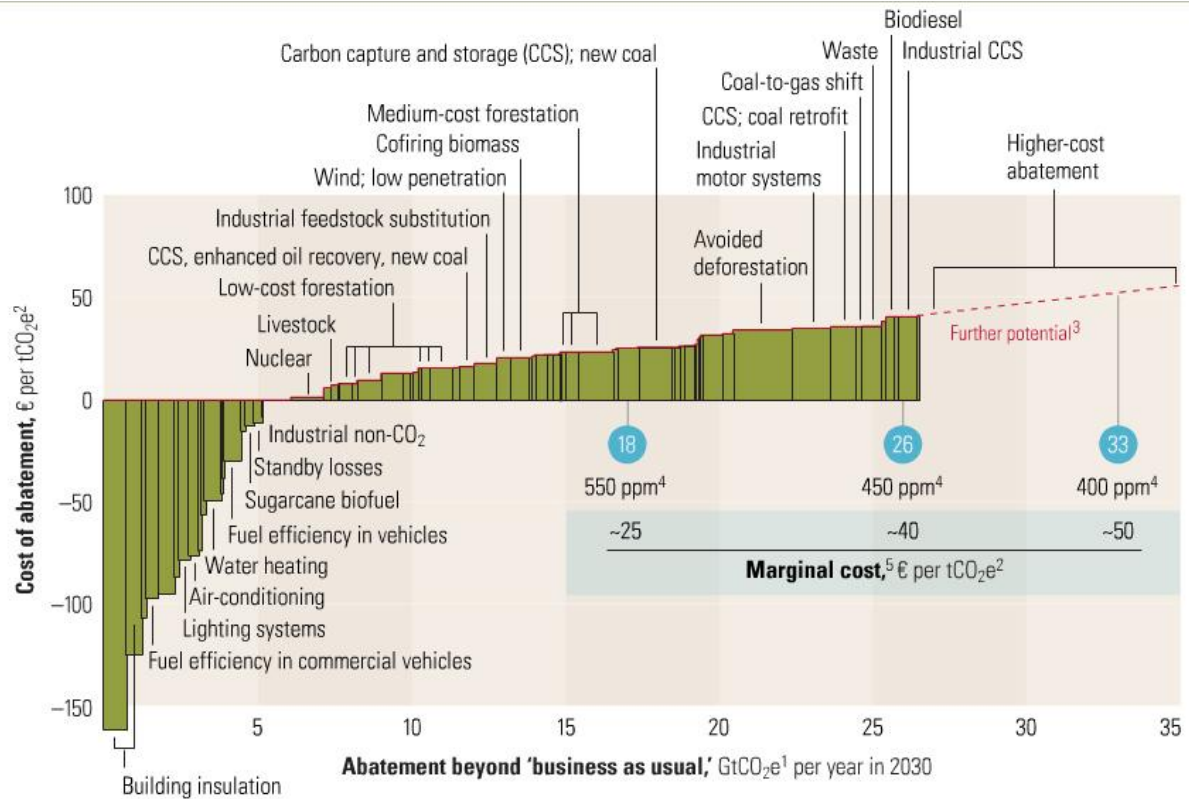 Biodiesel
Carbon capture and storage (CCS); new coal
Waste
Industrial CCS
Coal-to-gas shift
Medium-cost forestation
CCS; coal retrofit
Cofiring biomass
Industrial
motor systems
Higher-cost
abatement
Wind; low penetration
100
Industrial feedstock substitution
Avoided
deforestation
CCS, enhanced oil recovery, new coal
Low-cost forestation
50
Livestock
Further potential³
Nuclear
0
Cost of abatement, € per tCO₂e²
Industrial non-CO₂
18
26
33
Standby losses
550 ppm⁴
450 ppm⁴
400 ppm⁴
Sugarcane biofuel
–50
Fuel efficiency in vehicles
~25
~40
~50
Water heating
Marginal cost,⁵ € per tCO₂e²
Air-conditioning
–100
Lighting systems
Fuel efficiency in commercial vehicles
–150
5
10
15
20
25
30
35
Abatement beyond ‘business as usual,’ GtCO₂e¹ per year in 2030
Building insulation